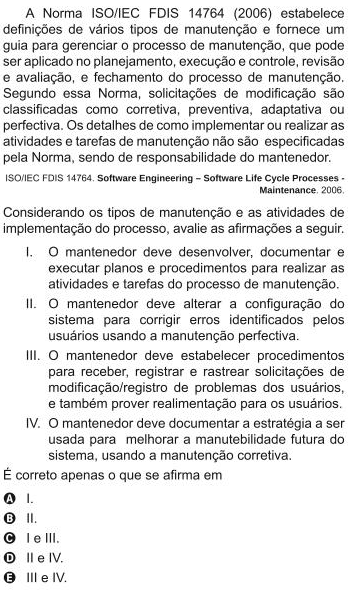 A Norma ISO/IEC FDIS 14764 (2006) estabelece
definições de vários tipos de manutenção e fornece um
guia para gerenciar o processo de manutenção, que pode
ser aplicado no planejamento, execução e controle, revisão
e avaliação, e fechamento do processo de manutenção.
Segundo essa Norma, solicitações de modificação são
classificadas como corretiva, preventiva, adaptativa ou
perfectiva. Os detalhes de como implementar ou realizar as
atividades e tarefas de manutenção não são especificadas
pela Norma, sendo de responsabilidade do mantenedor.
ISO/IEC FDIS 14764. Software Engineering – Software Life Cycle Processes -
Maintenance. 2006.
Considerando os tipos de manutenção e as atividades de
implementação do processo, avalie as afirmações a seguir.
I. O mantenedor deve desenvolver, documentar e
executar planos e procedimentos para realizar as
atividades e tarefas do processo de manutenção.
II. O mantenedor deve alterar a configuração do
sistema para corrigir erros identificados pelos
usuários usando a manutenção perfectiva.
III. O mantenedor deve estabelecer procedimentos
para receber, registrar e rastrear solicitações de
modificação/registro de problemas dos usuários,
e também prover realimentação para os usuários.
IV. O mantenedor deve documentar a estratégia a ser
usada para melhorar a manutebilidade futura do
sistema, usando a manutenção corretiva.
É correto apenas o que se afirma em
A I.
B II.
C I e III.
D II e IV.
E III e IV.